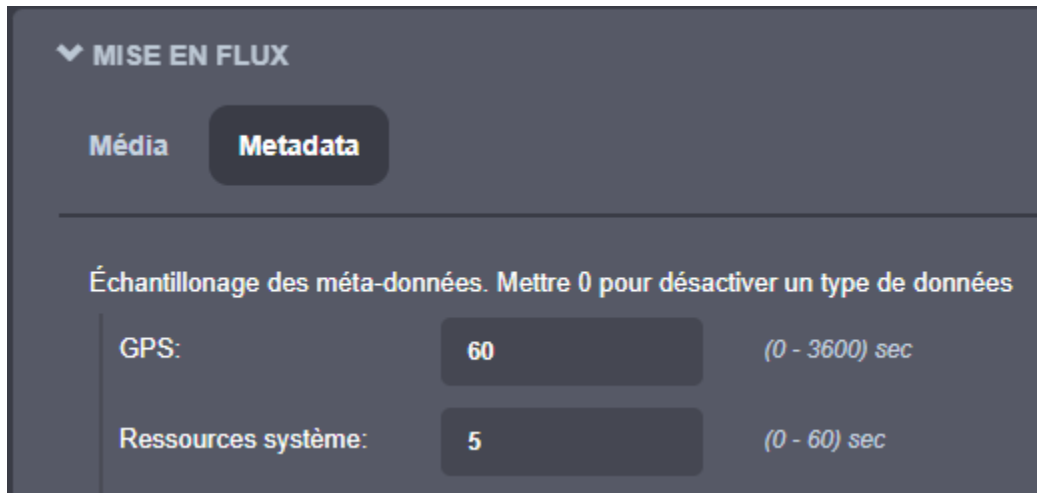 MISE EN FLUX
Média Metadata
Échantillonage des méta-données. Mettre 0 pour désactiver un type de données
GPS: 60 (0 - 3600) sec
Ressources système: 5 (0 - 60) sec